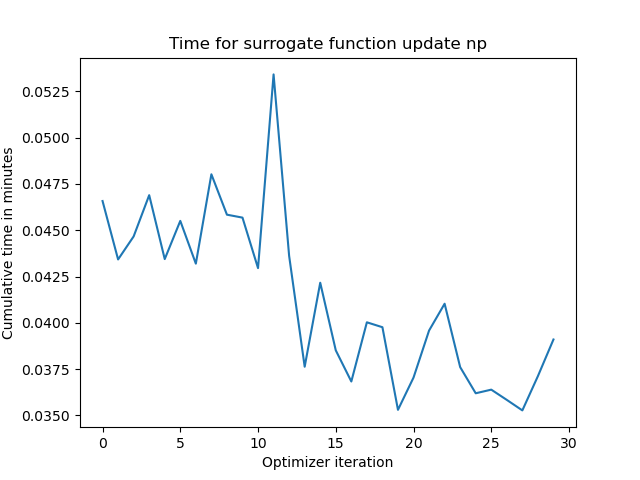 Time for surrogate function update np
Cumulative time in minutes
0.0525
0.0500
0.0475
0.0450
0.0425
0.0400
0.0375
0.0350
0 5 10 15 20 25 30
Optimizer iteration